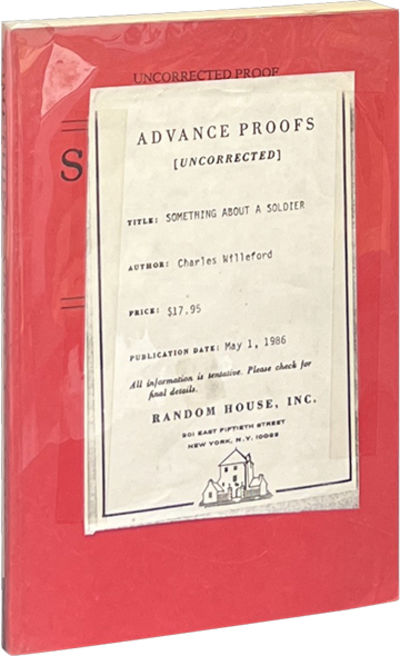 UNCORRECTED PROOF
S
ADVANCE PROOFS
[UNCORRECTED]
TITLE: SOMETHING ABOUT A SOLDIER
AUTHOR: Charles Willeford
PRICE: $17.95
PUBLICATION DATE: May 1, 1986
All information is tentative. Please check for
final details.
RANDOM HOUSE, INC.
201 EAST FIFTIETH STREET
NEW YORK, N.Y. 10022